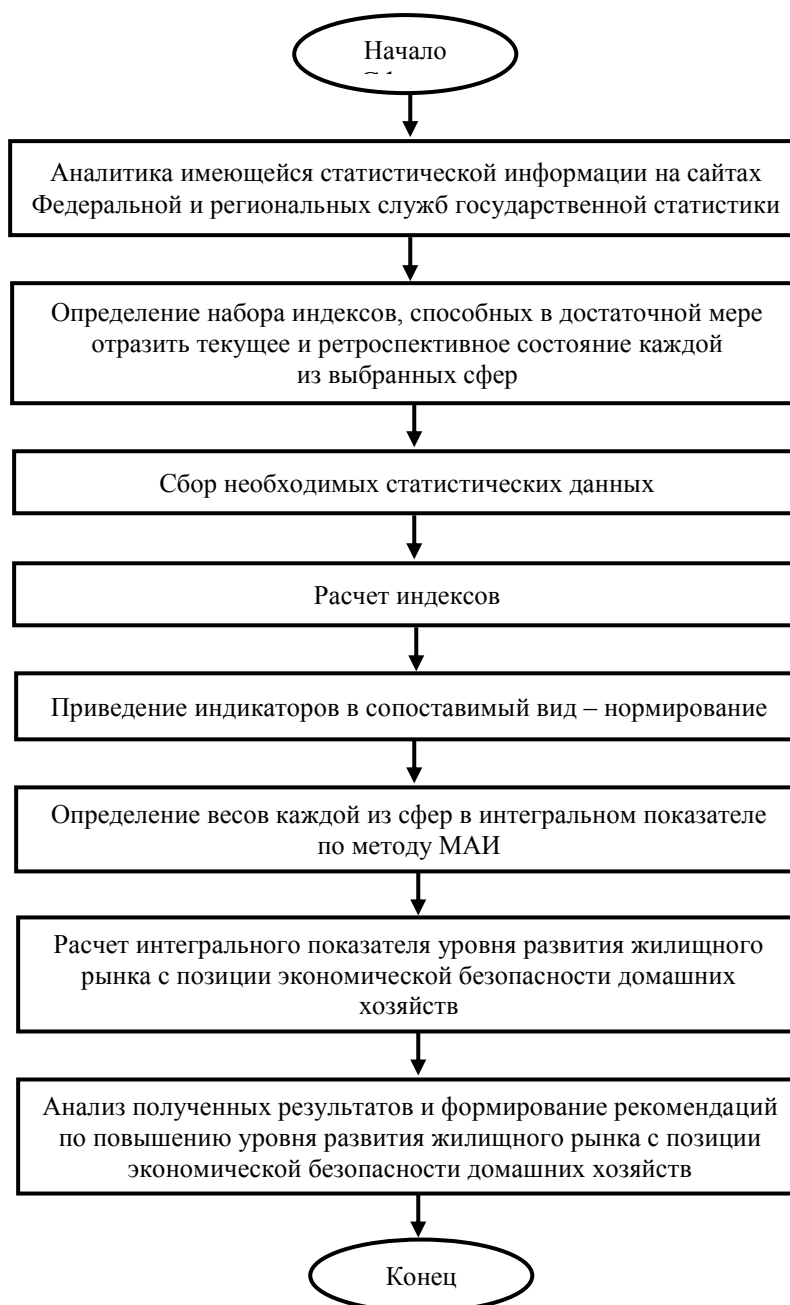 Начало
Аналитика имеющейся статистической информации на сайтах
Федеральной и региональных служб государственной статистики
Определение набора индексов, способных в достаточной мере
отразить текущее и ретроспективное состояние каждой
из выбранных сфер
Сбор необходимых статистических данных
Расчет индексов
Приведение индикаторов в сопоставимый вид – нормирование
Определение весов каждой из сфер в интегральном показателе
по методу МАИ
Расчет интегрального показателя уровня развития жилищного
рынка с позиции экономической безопасности домашних
хозяйств
Анализ полученных результатов и формирование рекомендаций
по повышению уровня развития жилищного рынка с позиции
экономической безопасности домашних хозяйств
Конец